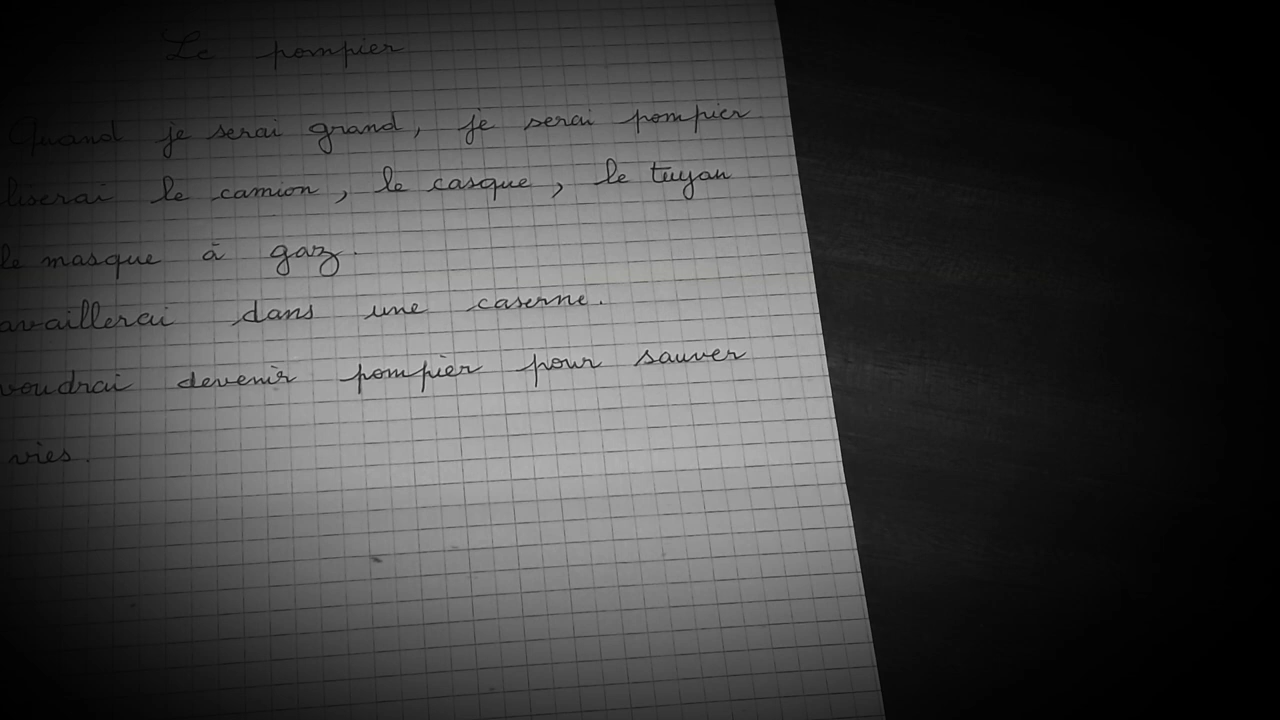 Le pompier
Quand je serai grand, je serai pompier
liserai le camion, le casque, le tuyau
le masque à gaz.
availlerai dans une caserne.
voudrai devenir pompier pour sauver
vies.